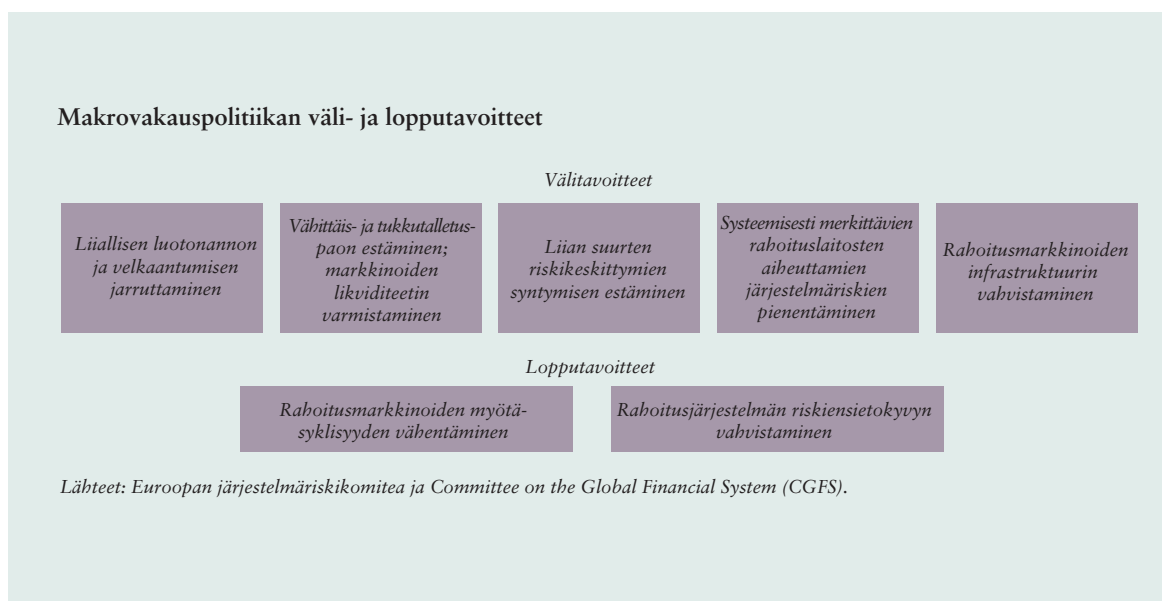 Makrovakauspolitiikan väli- ja lopputavoitteet
Välitavoitteet
Liiallisen luotonannon
ja velkaantumisen
jarruttaminen
Vähittäis- ja tukkutalletus-
paon estäminen;
markkinoiden
likviditeetin
varmistaminen
Liian suurten
riskikeskittymien
syntymisen estäminen
Systeemisesti merkittävien
rahoituslaitosten
aiheuttamien
järjestelmäriskien
pienentäminen
Rahoitusmarkkinoiden
infrastruktuurin
vahvistaminen
Lopputavoitteet
Rahoitusmarkkinoiden myötä-
syklisyyden vähentäminen
Rahoitusjärjestelmän riskiensietokyvyn
vahvistaminen
Lähteet: Euroopan järjestelmäriskikomitea ja Committee on the Global Financial System (CGFS).